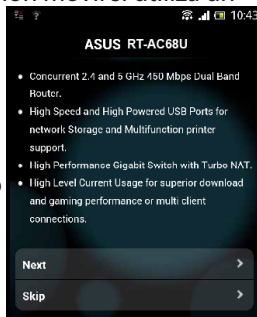 10:43
ASUS RT-AC68U
• Concurrent 2.4 and 5 GHz 450 Mbps Dual Band
Router.
• High Speed and High Powered USB Ports for
network Storage and Multifunction printer
support.
• High Performance Gigabit Switch with Turbo NAT.
• High Level Current Usage for superior download
and gaming performance or multi client
connections.
Next
Skip